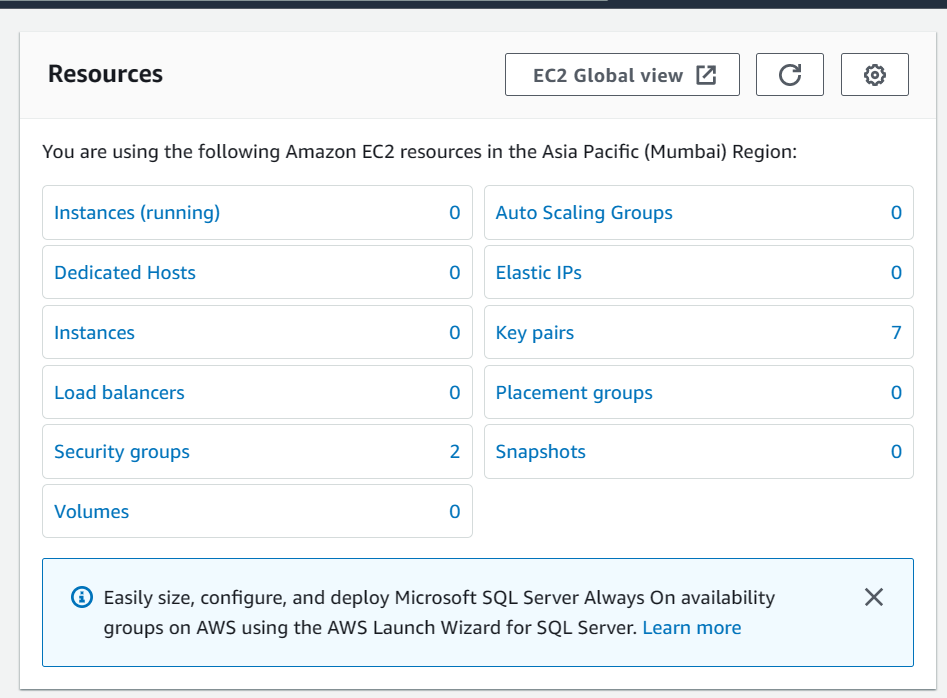 Resources
EC2 Global view
You are using the following Amazon EC2 resources in the Asia Pacific (Mumbai) Region:
Instances (running) 0
Auto Scaling Groups 0
Dedicated Hosts 0
Elastic IPs 0
Instances 0
Key pairs 7
Load balancers 0
Placement groups 0
Security groups 2
Snapshots 0
Volumes 0
Easily size, configure, and deploy Microsoft SQL Server Always On availability
groups on AWS using the AWS Launch Wizard for SQL Server. Learn more